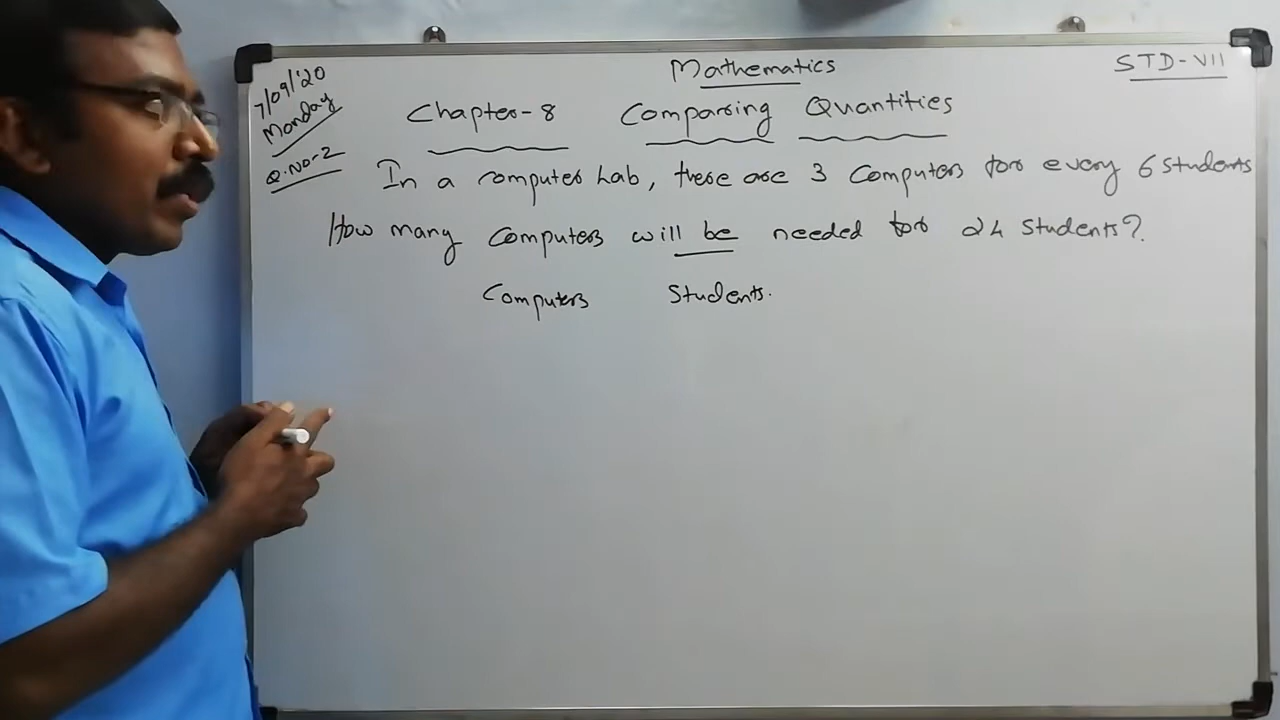 Mathematics
STD-VII
7/09/'20
Monday
Chapter-8 Comparing Quantities
Q.No-2
In a computer Lab, there are 3 Computers for every 6 Students
How many Computers will be needed for 24 Students?
Computers Students.